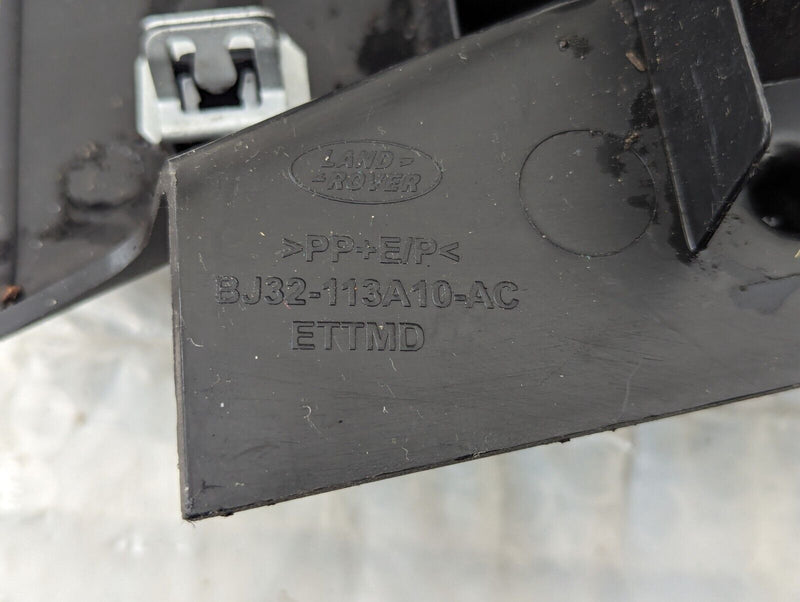 LAND-
-ROVER
>PP+E/P<
BJ32-113A10-AC
ETTMD